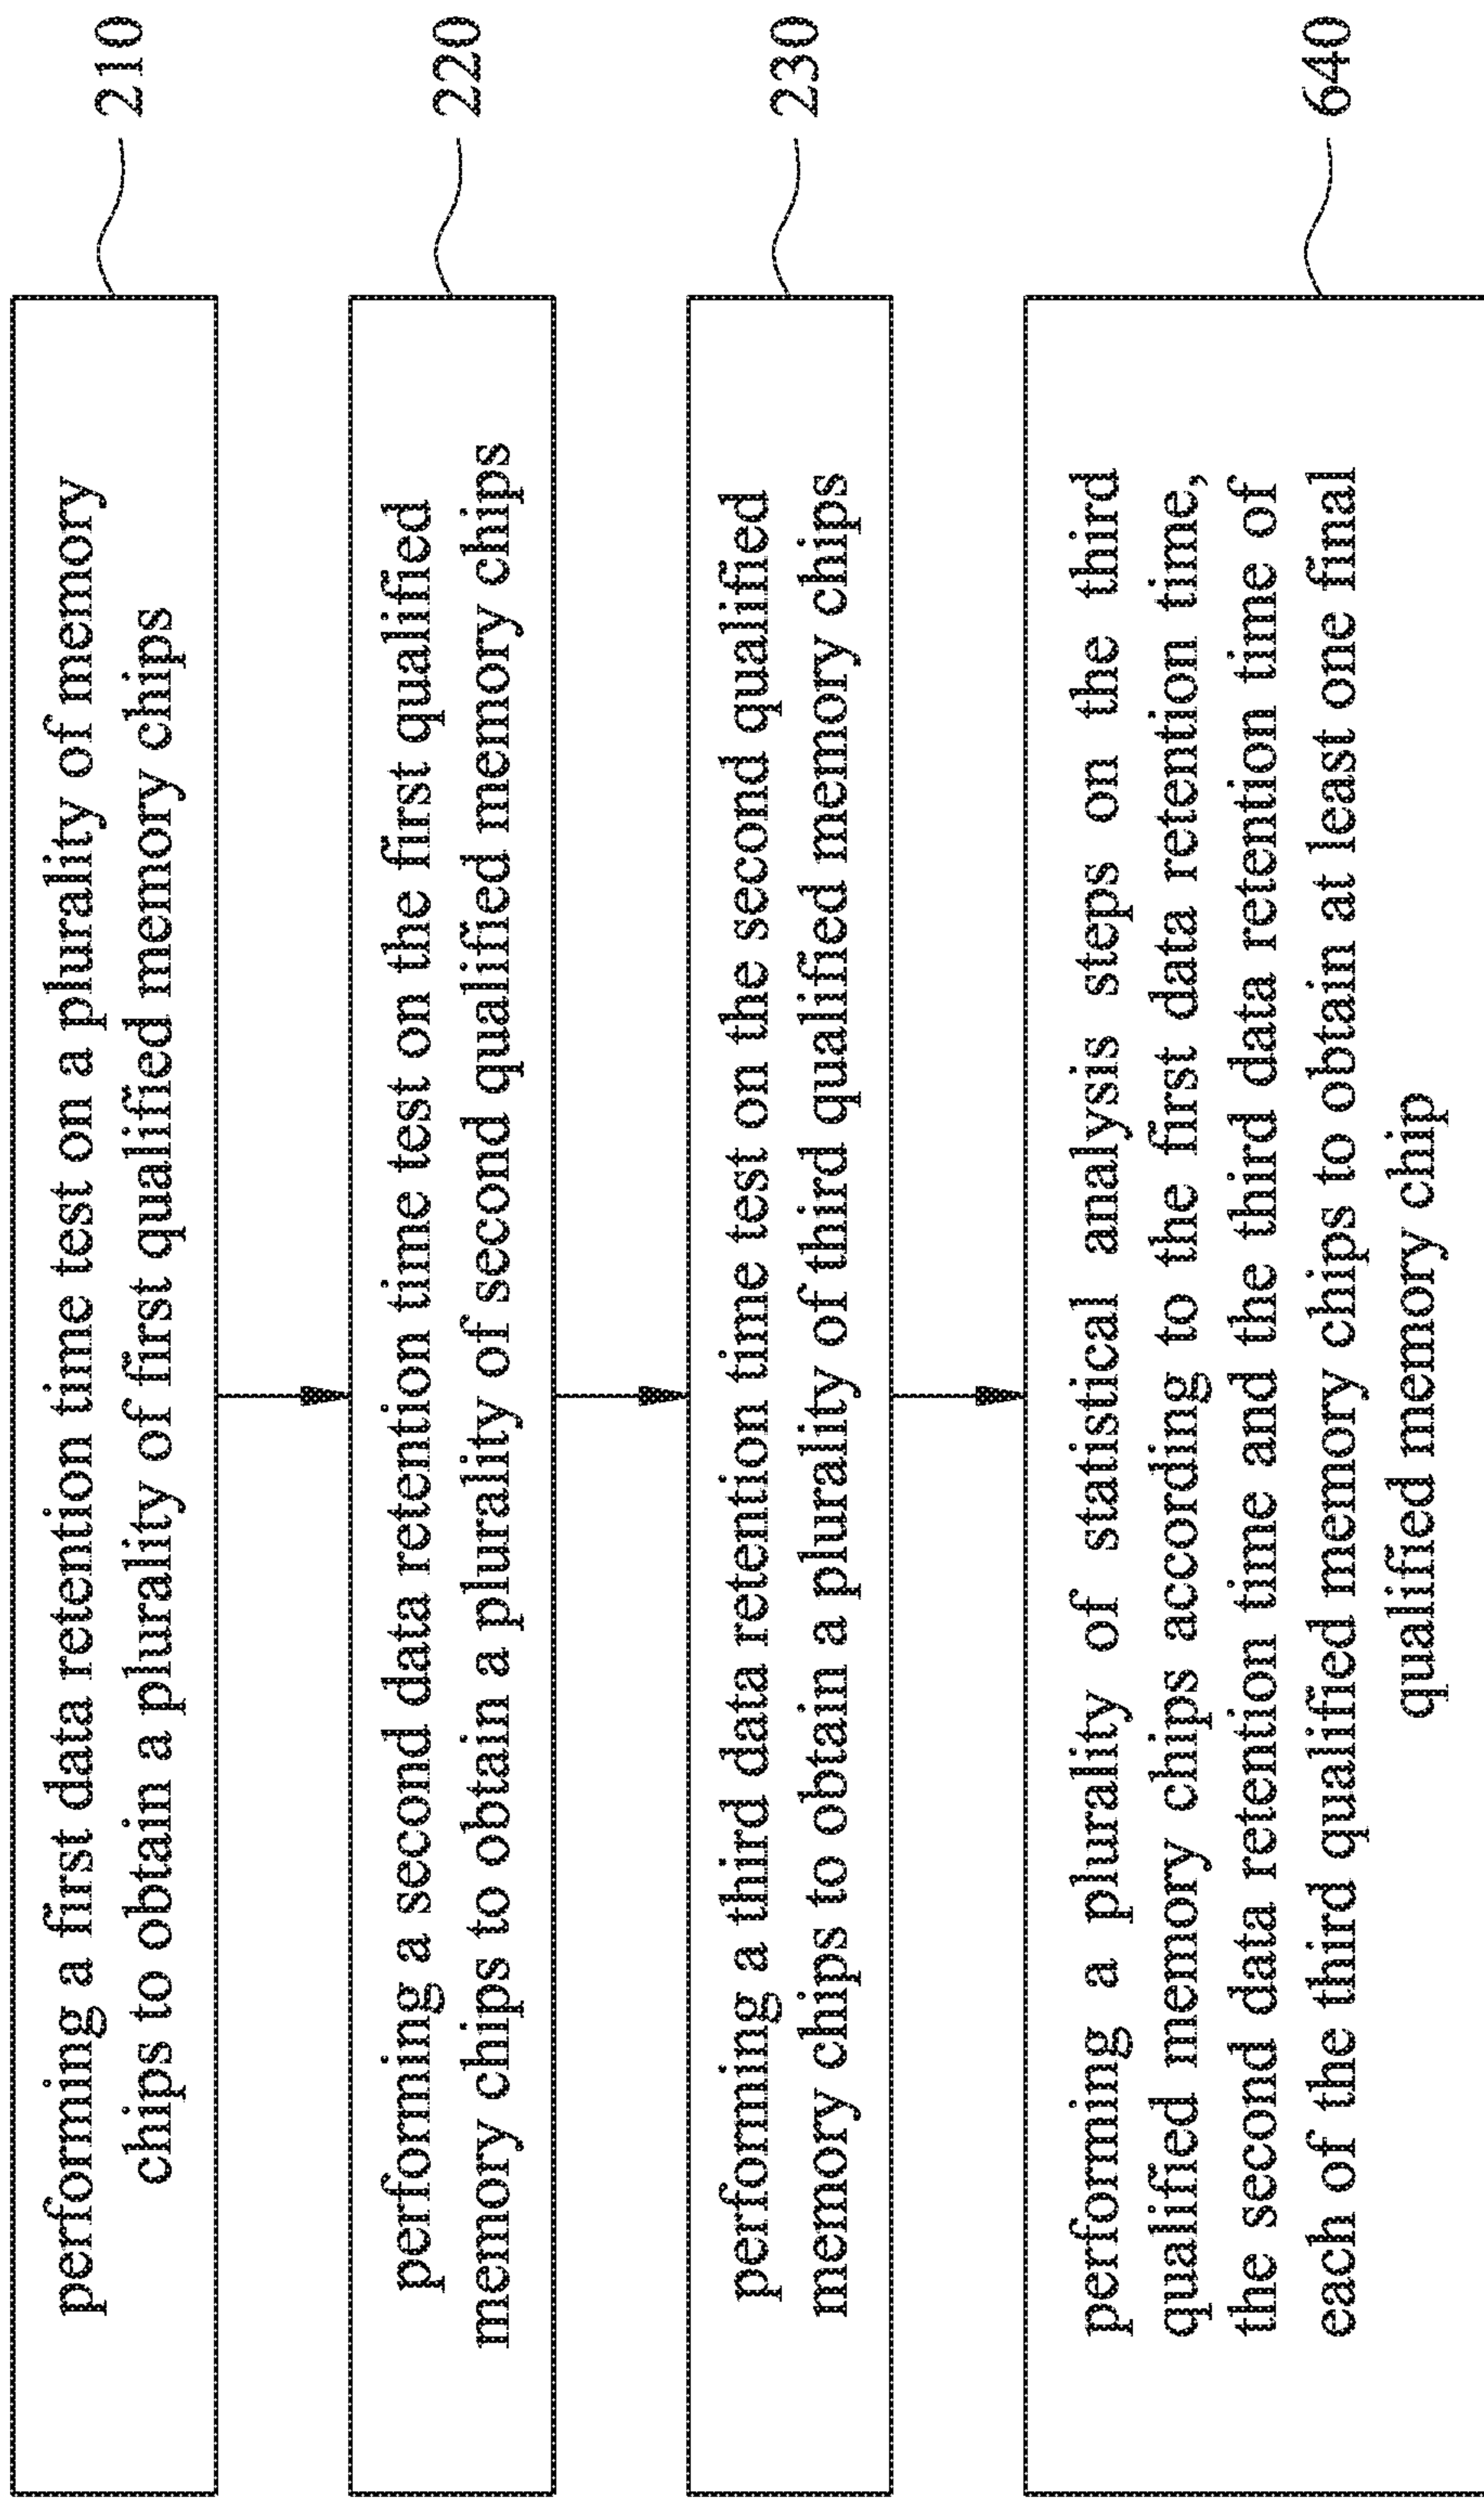 performing a first data retention time test on a plurality of memory
chips to obtain a plurality of first qualified memory chips
210
performing a second data retention time test on the first qualified
memory chips to obtain a plurality of second qualified memory chips
220
performing a third data retention time test on the second qualified
memory chips to obtain a plurality of third qualified memory chips
230
performing a plurality of statistical analysis steps on the third
qualified memory chips according to the first data retention time,
the second data retention time and the third data retention time of
each of the third qualified memory chips to obtain at least one final
qualified memory chip
640